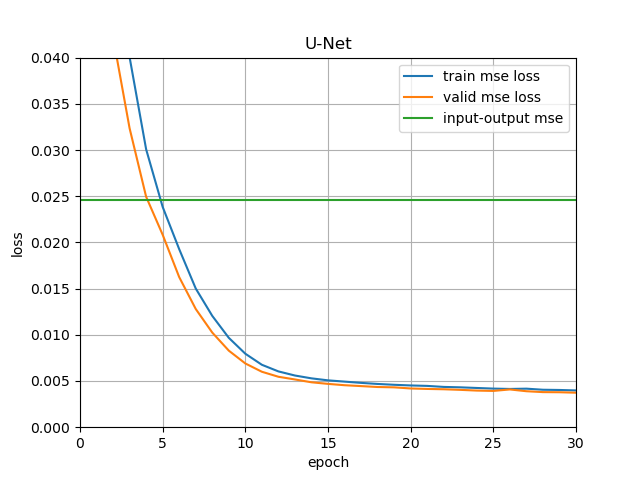 U-Net
0.040
0.035
0.030
0.025
0.020
0.015
0.010
0.005
0.000
loss
train mse loss
valid mse loss
input-output mse
0 5 10 15 20 25 30
epoch